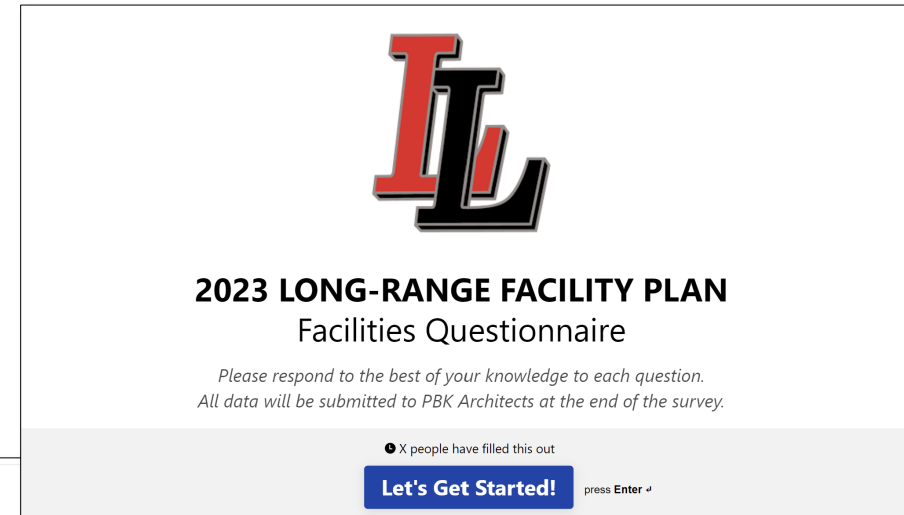 LL
2023 LONG-RANGE FACILITY PLAN
Facilities Questionnaire
Please respond to the best of your knowledge to each question.
All data will be submitted to PBK Architects at the end of the survey.
X people have filled this out
Let's Get Started!
press Enter ↵